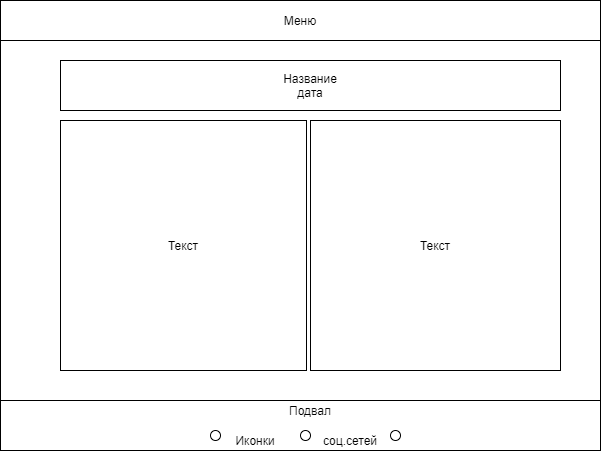 Меню
Название
дата
Текст
Текст
Подвал
Иконки соц.сетей